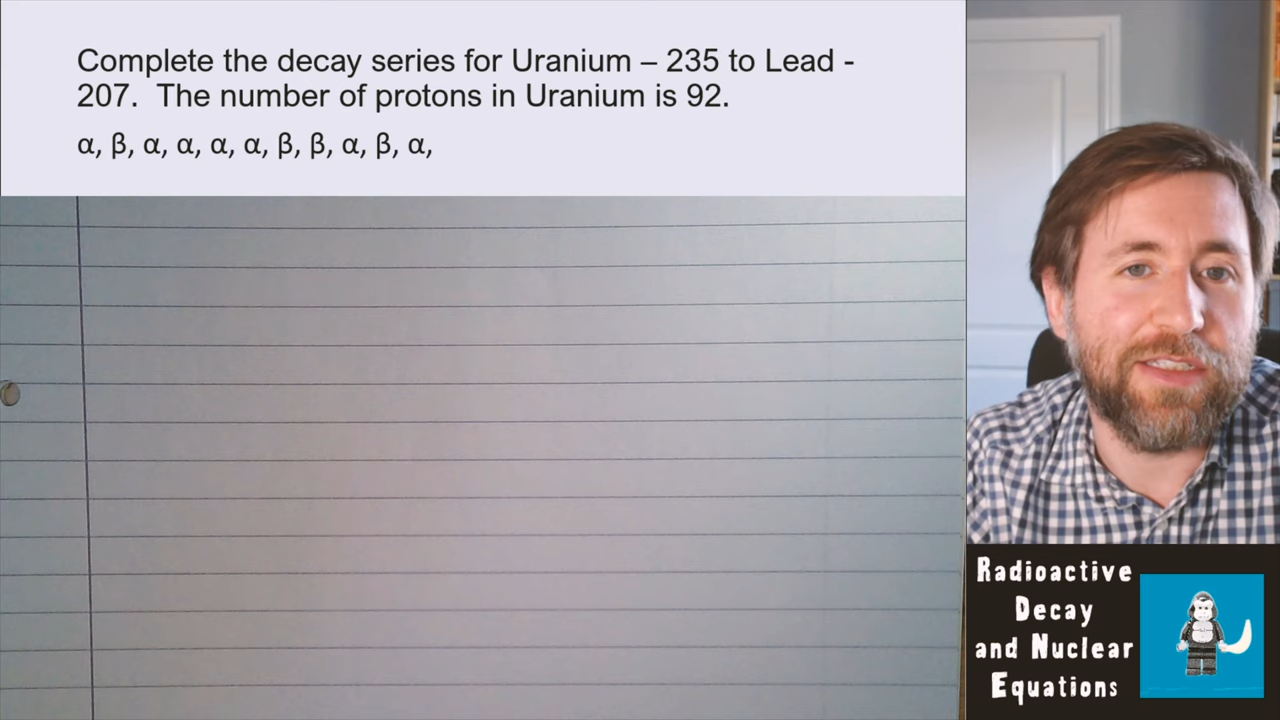 Complete the decay series for Uranium – 235 to Lead -
207.  The number of protons in Uranium is 92.
α, β, α, α, α, α, β, β, α, β, α,
Radioactive
Decay
and Nuclear
Equations